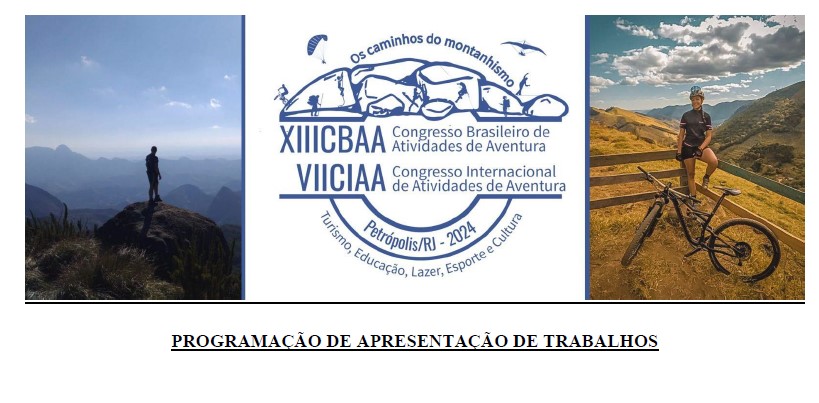 Os caminhos do montanhismo
XIIICBAA Congresso Brasileiro de
Atividades de Aventura
VIICIAA Congresso Internacional
de Atividades de Aventura
Petrópolis/RJ - 2024
Turismo, Educação, Lazer, Esporte e Cultura
PROGRAMAÇÃO DE APRESENTAÇÃO DE TRABALHOS